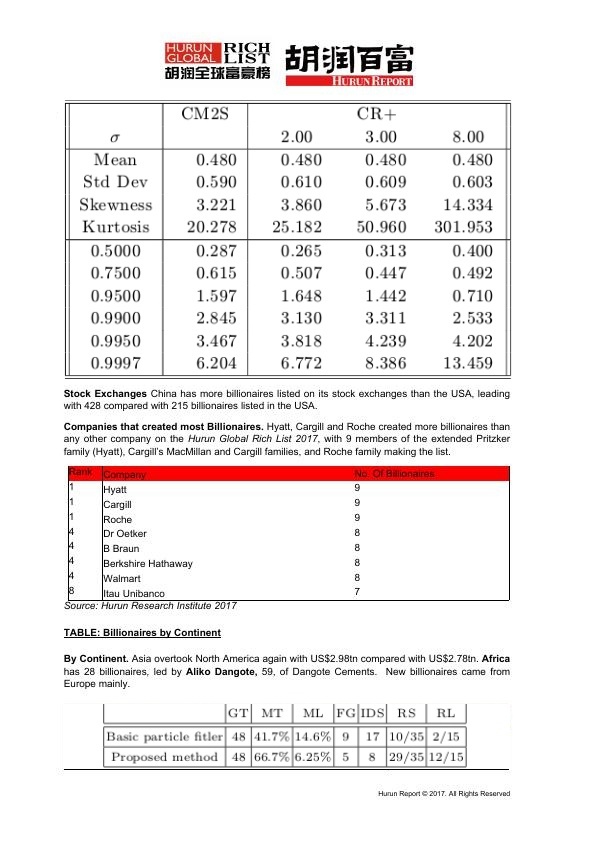 HURUN RICH
GLOBAL LIST
胡润全球富豪榜
胡润百富
HURUN REPORT
CM2S CR+
σ 2.00 3.00 8.00
Mean 0.480 0.480 0.480 0.480
Std Dev 0.590 0.610 0.609 0.603
Skewness 3.221 3.860 5.673 14.334
Kurtosis 20.278 25.182 50.960 301.953
0.5000 0.287 0.265 0.313 0.400
0.7500 0.615 0.507 0.447 0.492
0.9500 1.597 1.648 1.442 0.710
0.9900 2.845 3.130 3.311 2.533
0.9950 3.467 3.818 4.239 4.202
0.9997 6.204 6.772 8.386 13.459
Stock Exchanges China has more billionaires listed on its stock exchanges than the USA, leading
with 428 compared with 215 billionaires listed in the USA.
Companies that created most Billionaires. Hyatt, Cargill and Roche created more billionaires than
any other company on the Hurun Global Rich List 2017, with 9 members of the extended Pritzker
family (Hyatt), Cargill's MacMillan and Cargill families, and Roche family making the list.
Rank Company No. Of Billionaires
1 Hyatt 9
1 Cargill 9
1 Roche 9
4 Dr Oetker 8
4 B Braun 8
4 Berkshire Hathaway 8
4 Walmart 8
8 Itau Unibanco 7
Source: Hurun Research Institute 2017
TABLE: Billionaires by Continent
By Continent. Asia overtook North America again with US$2.98tn compared with US$2.78tn. Africa
has 28 billionaires, led by Aliko Dangote, 59, of Dangote Cements. New billionaires came from
Europe mainly.
GT MT ML FG IDS RS RL
Basic particle fitler 48 41.7% 14.6% 9 17 10/35 2/15
Proposed method 48 66.7% 6.25% 5 8 29/35 12/15
Hurun Report © 2017. All Rights Reserved